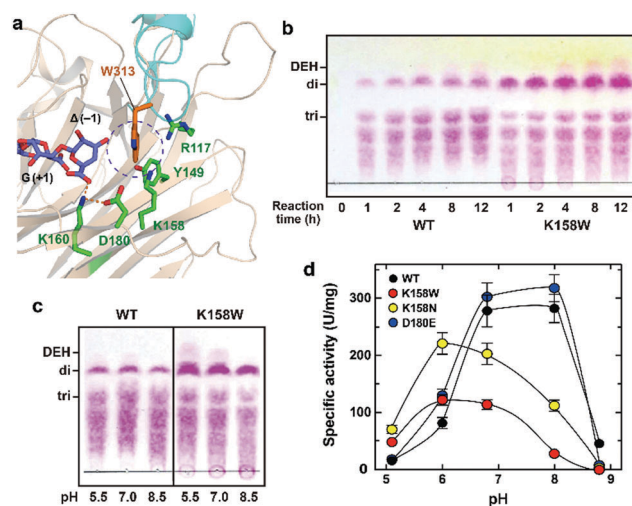 a
W313
Δ (−1)
R117
Y149
G (+1)
K160
D180
K158
b
DEH
di
tri
Reaction time (h)
0 1 2 4 8 12 1 2 4 8 12
WT K158W
c
WT K158W
DEH
di
tri
5.5 7.0 8.5 5.5 7.0 8.5
pH pH
d
WT
K158W
K158N
D180E
Specific activity (U/mg)
300
200
100
0
5 6 7 8 9
pH